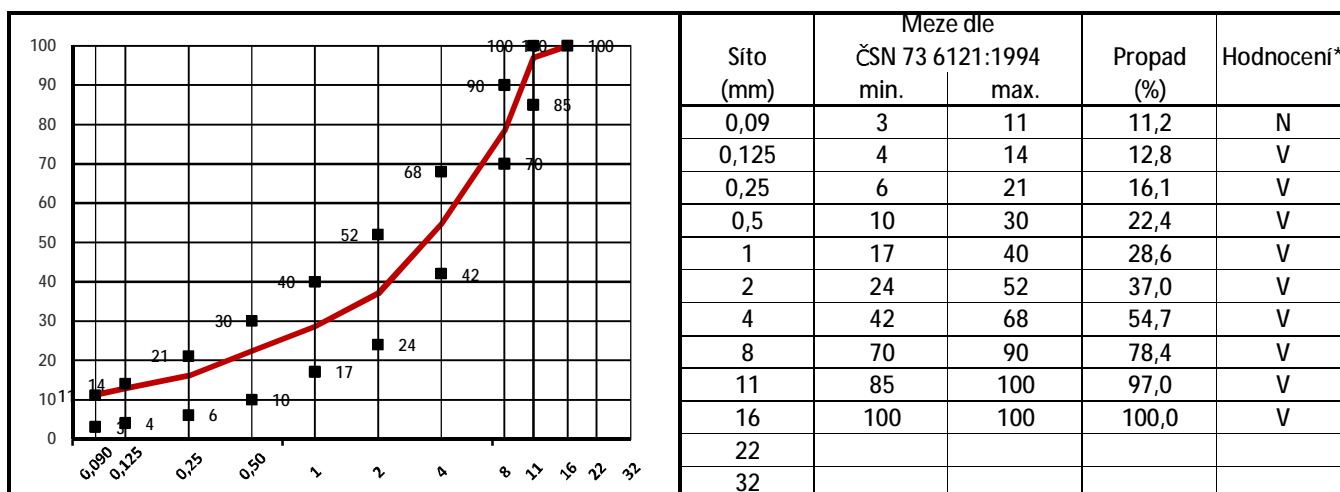 100
90
80
70
60
50
40
30
20
10
0
100 100 100
90
85
70
68
52
42
40
30
24
21
17
14
11
10
6
4
3
0,090 0,125 0,25 0,50 1 2 4 8 11 16 22 32
Meze dle
Síto ČSN 73 6121:1994 Propad Hodnocení*
(mm) min. max. (%)
0,09 3 11 11,2 N
0,125 4 14 12,8 V
0,25 6 21 16,1 V
0,5 10 30 22,4 V
1 17 40 28,6 V
2 24 52 37,0 V
4 42 68 54,7 V
8 70 90 78,4 V
11 85 100 97,0 V
16 100 100 100,0 V
22
32